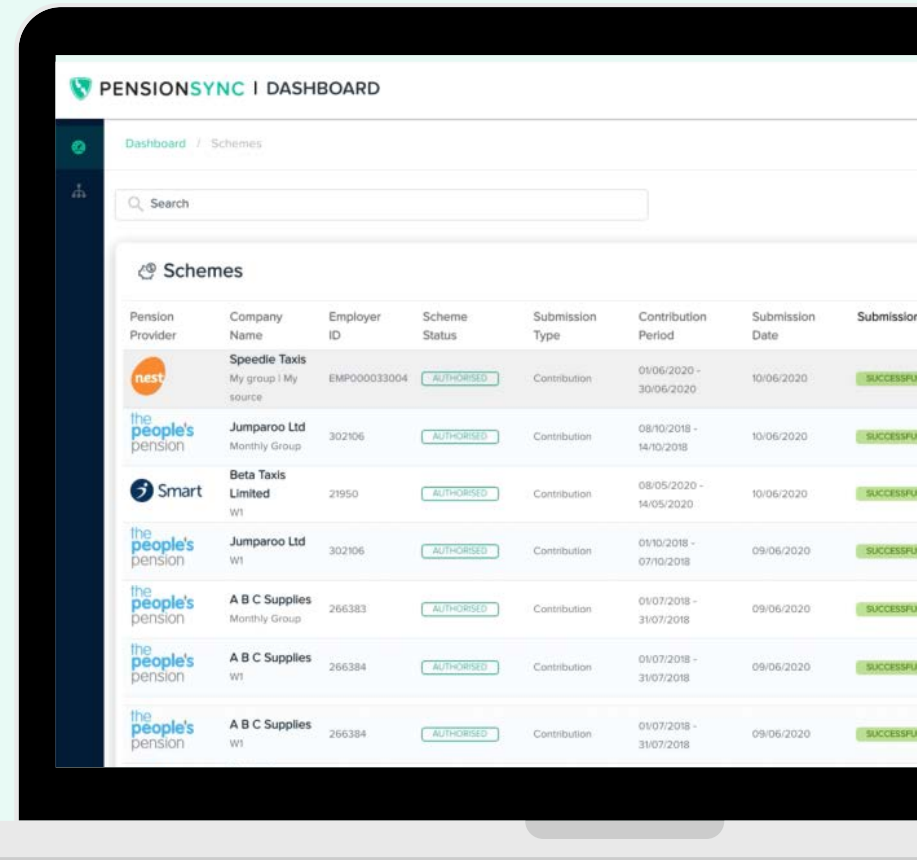 PENSIONSYNC I DASHBOARD
Dashboard / Schemes
Search
Schemes
Pension Company Employer Scheme Submission Contribution Submission Submission
Provider Name ID Status Type Period Date
nest Speedie Taxis My group | My source EMP000033004 AUTHORISED Contribution 01/06/2020 - 30/06/2020 10/06/2020 SUCCESSFU
the people's pension Jumparoo Ltd Monthly Group 302106 AUTHORISED Contribution 08/10/2018 - 14/10/2018 10/06/2020 SUCCESSFU
Smart Beta Taxis Limited W1 21950 AUTHORISED Contribution 08/05/2020 - 14/05/2020 10/06/2020 SUCCESSFU
the people's pension Jumparoo Ltd W1 302106 AUTHORISED Contribution 01/10/2018 - 07/10/2018 09/06/2020 SUCCESSFU
the people's pension A B C Supplies Monthly Group 266383 AUTHORISED Contribution 01/07/2018 - 31/07/2018 09/06/2020 SUCCESSFU
the people's pension A B C Supplies W1 266384 AUTHORISED Contribution 01/07/2018 - 31/07/2018 09/06/2020 SUCCESSFU
the people's pension A B C Supplies W1 266384 AUTHORISED Contribution 01/07/2018 - 31/07/2018 09/06/2020 SUCCESSFU